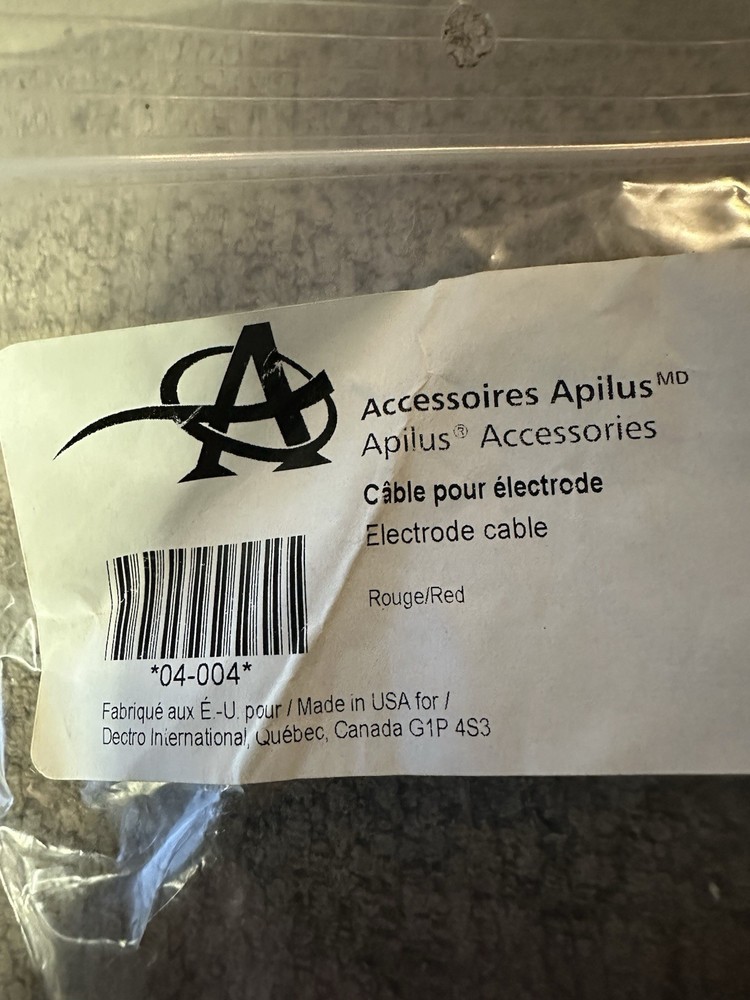 Accessoires Apilus MD
Apilus® Accessories
Câble pour électrode
Electrode cable
Rouge/Red
*04-004*
Fabriqué aux É.-U. pour / Made in USA for /
Dectro International, Québec, Canada G1P 4S3